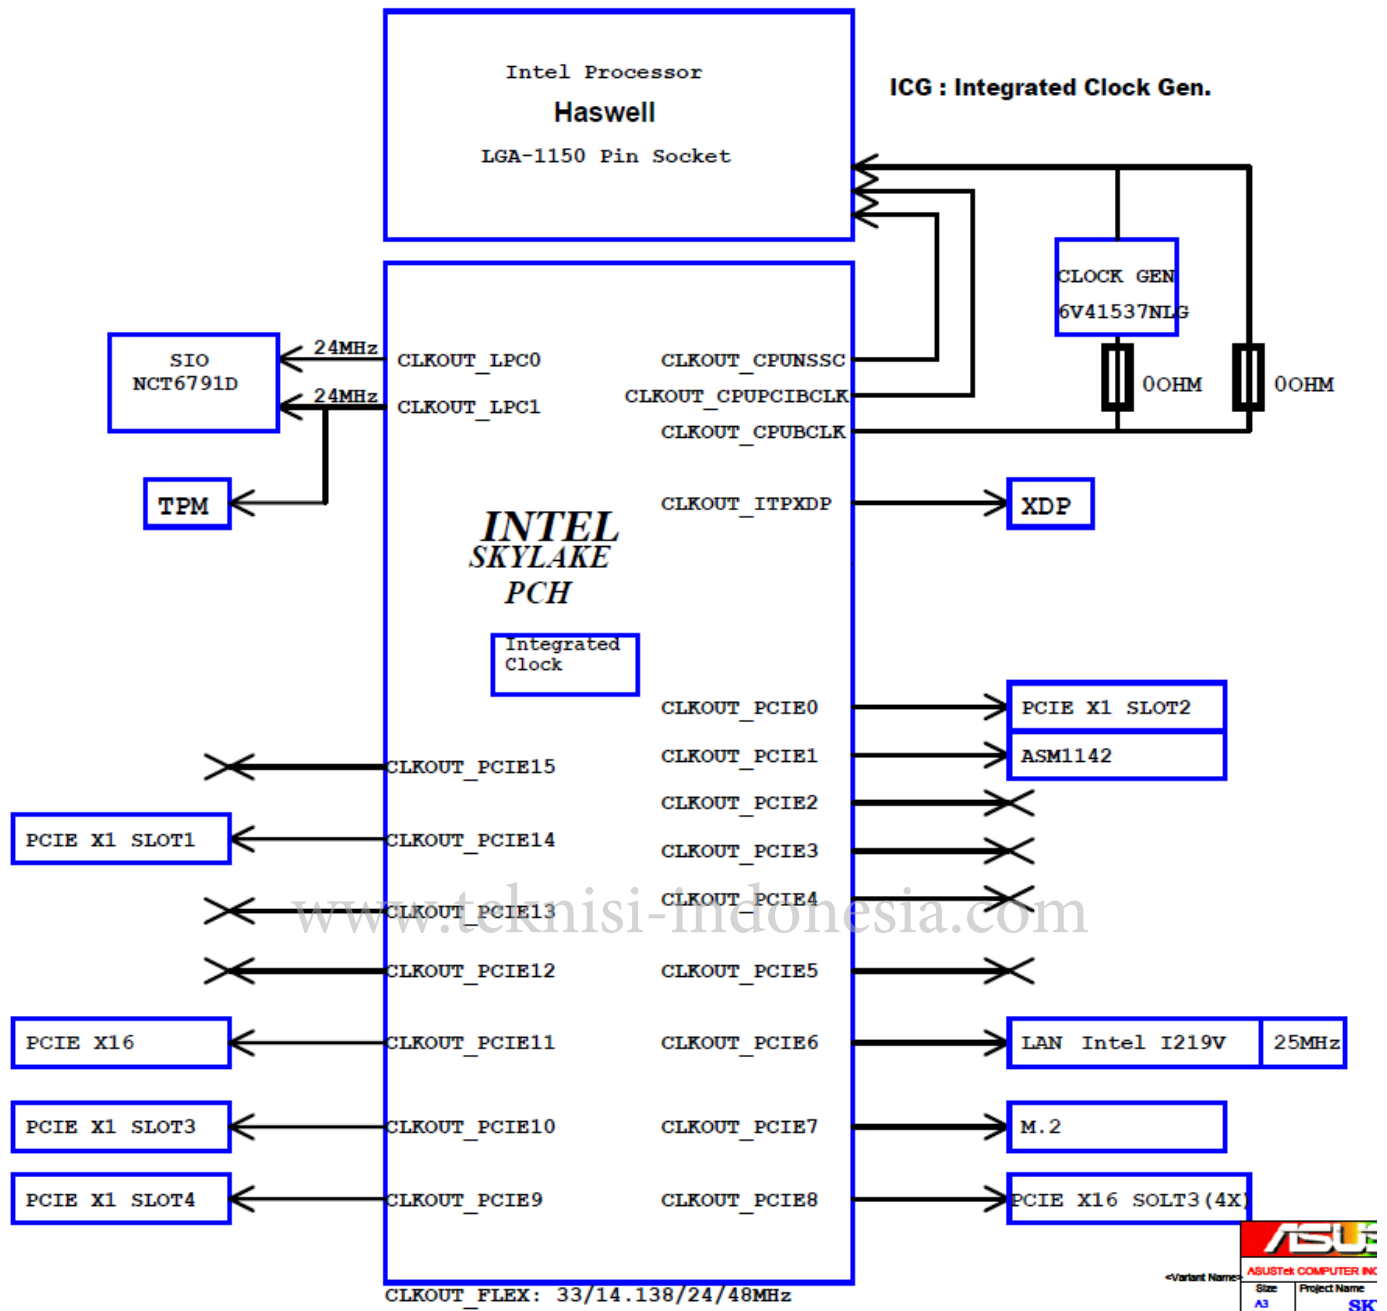 Intel Processor
Haswell
LGA-1150 Pin Socket
ICG : Integrated Clock Gen.
CLOCK GEN
6V41537NLG
0OHM
0OHM
SIO
NCT6791D
24MHz
24MHz
TPM
CLKOUT_LPC0
CLKOUT_LPC1
CLKOUT_CPUNSSC
CLKOUT_CPUPCIBCLK
CLKOUT_CPUBCLK
CLKOUT_ITPXDP
XDP
INTEL
SKYLAKE
PCH
Integrated
Clock
CLKOUT_PCIE15
CLKOUT_PCIE14
PCIE X1 SLOT1
CLKOUT_PCIE13
CLKOUT_PCIE12
CLKOUT_PCIE11
PCIE X16
CLKOUT_PCIE10
PCIE X1 SLOT3
CLKOUT_PCIE9
PCIE X1 SLOT4
CLKOUT_PCIE0
PCIE X1 SLOT2
CLKOUT_PCIE1
ASM1142
CLKOUT_PCIE2
CLKOUT_PCIE3
CLKOUT_PCIE4
CLKOUT_PCIE5
CLKOUT_PCIE6
LAN Intel I219V 25MHz
CLKOUT_PCIE7
M.2
CLKOUT_PCIE8
PCIE X16 SOLT3(4X)
www.teknisi-indonesia.com
CLKOUT_FLEX: 33/14.138/24/48MHz
<Variant Name>
ASUSTek COMPUTER INC
Size
A3
Project Name